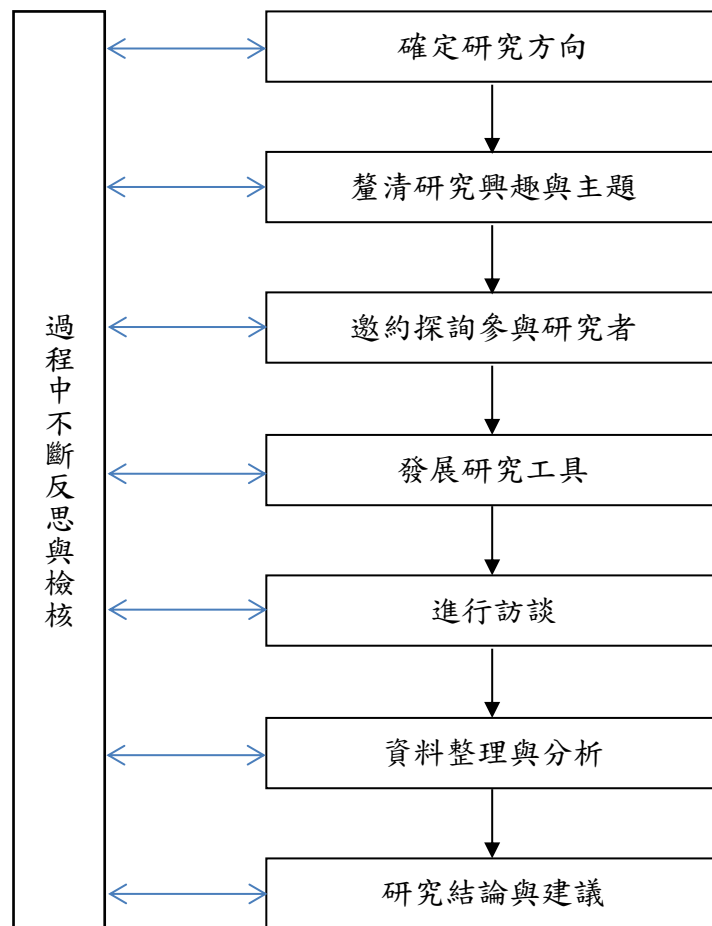 過程中不斷反思與檢核
確定研究方向
釐清研究興趣與主題
邀約探詢參與研究者
發展研究工具
進行訪談
資料整理與分析
研究結論與建議